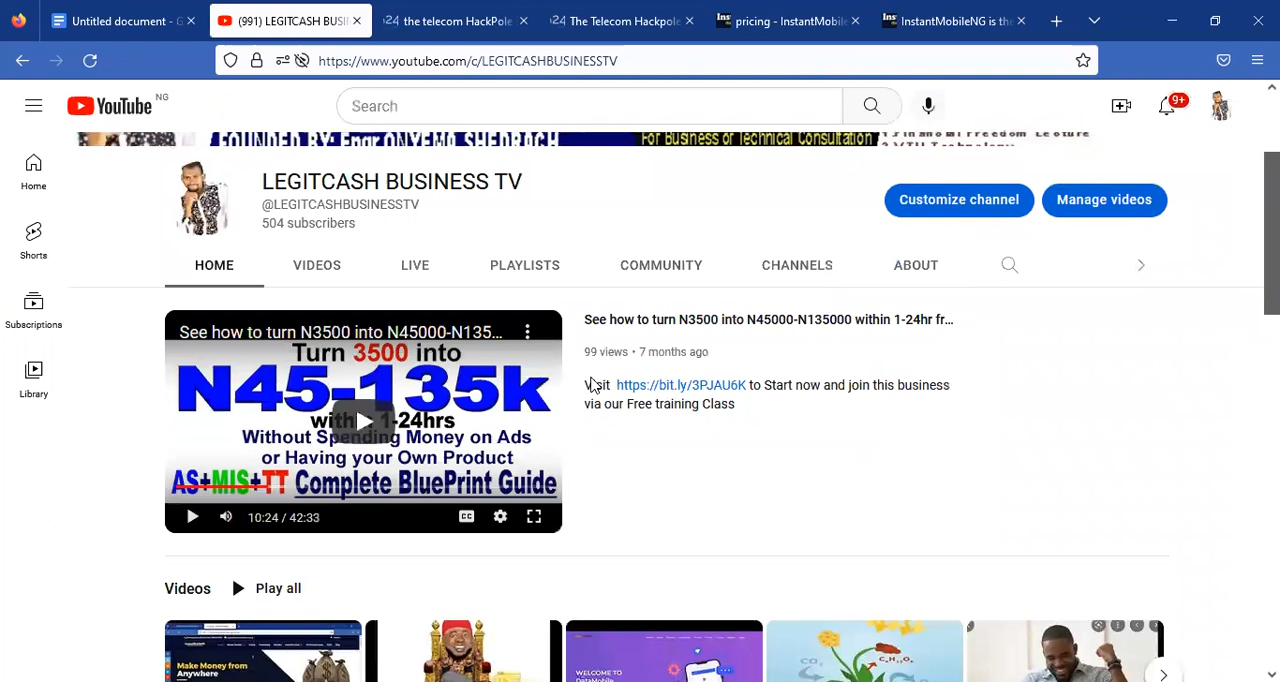 Untitled document - G
(991) LEGITCASH BUSI
the telecom HackPole
The Telecom Hackpole
pricing - InstantMobile
InstantMobileNG is the
https://www.youtube.com/c/LEGITCASHBUSINESSTV
YouTube NG
Search
9+
FOUNDED BY: Engr ONYEMA SHEDRACH
For Business or Technical Consultation
Home
Shorts
Subscriptions
Library
LEGITCASH BUSINESS TV
@LEGITCASHBUSINESSTV
504 subscribers
Customize channel
Manage videos
HOME
VIDEOS
LIVE
PLAYLISTS
COMMUNITY
CHANNELS
ABOUT
See how to turn N3500 into N45000-N135...
Turn 3500 into
N45-135k
within 1-24hrs
Without Spending Money on Ads
or Having your Own Product
AS+MIS+TT Complete BluePrint Guide
10:24 / 42:33
See how to turn N3500 into N45000-N135000 within 1-24hr fr...
99 views • 7 months ago
Visit https://bit.ly/3PJAU6K to Start now and join this business
via our Free training Class
Videos
Play all
Make Money from
Anywhere
WELCOME TO